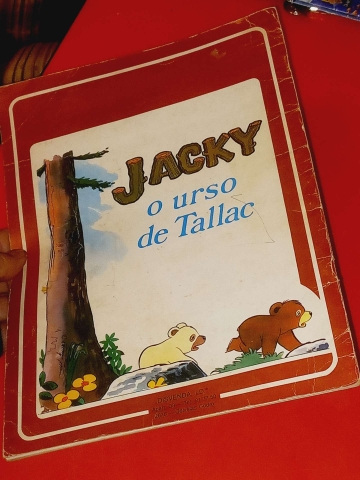 JACKY
o urso
de Tallac